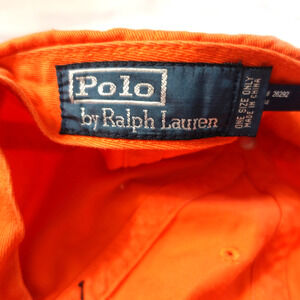 Polo
by Ralph Lauren
ONE SIZE ONLY
MADE IN CHINA